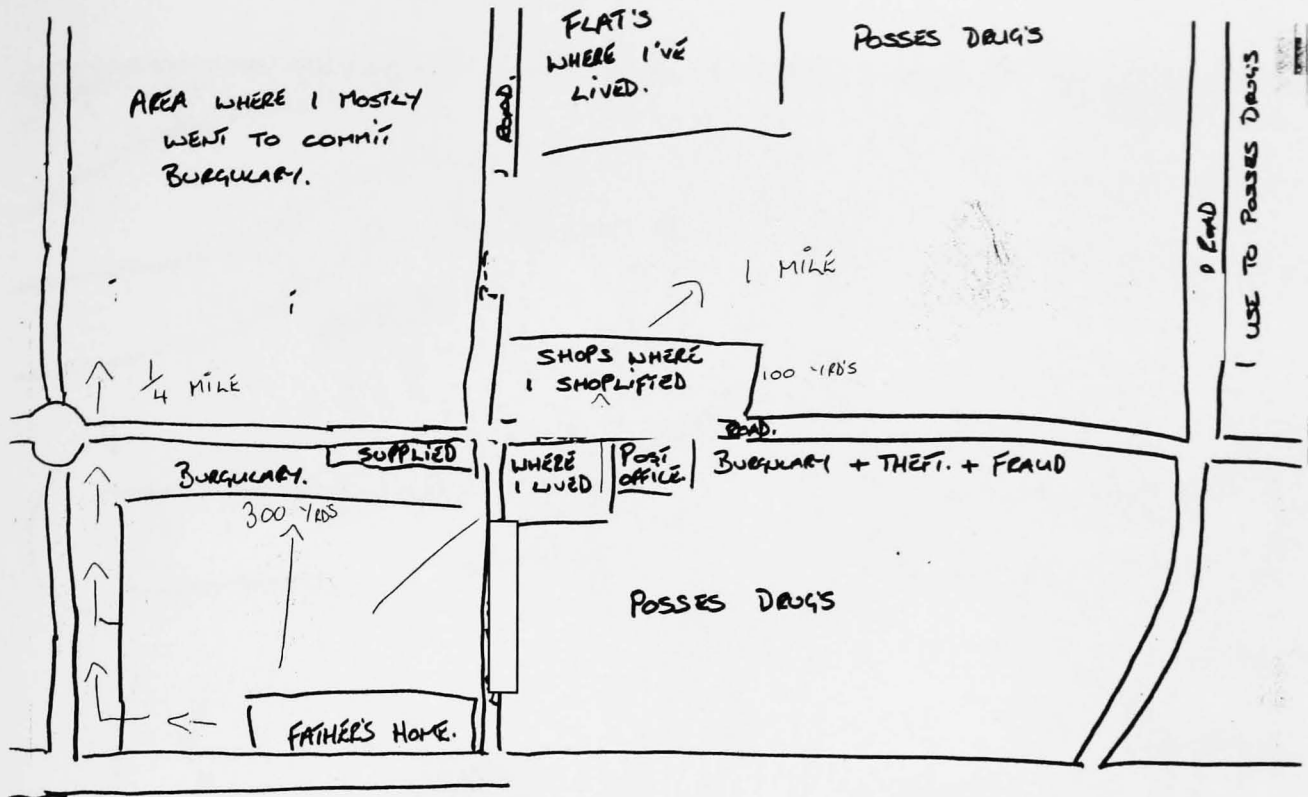 FLAT'S
WHERE I'VE
LIVED.
POSSES DRUG'S
AREA WHERE I MOSTLY
WENT TO COMMIT
BURGULARY.
ROAD.
ROAD
I USE TO POSSES DRUG'S
1 MILE
SHOPS WHERE
I SHOPLIFTED
100 YRD'S
1/4 MILE
ROAD.
BURGULARY.
SUPPLIED
WHERE
I LIVED
POST
OFFICE.
BURGULARY + THEFT. + FRAUD
300 YRDS
POSSES DRUG'S
FATHER'S HOME.